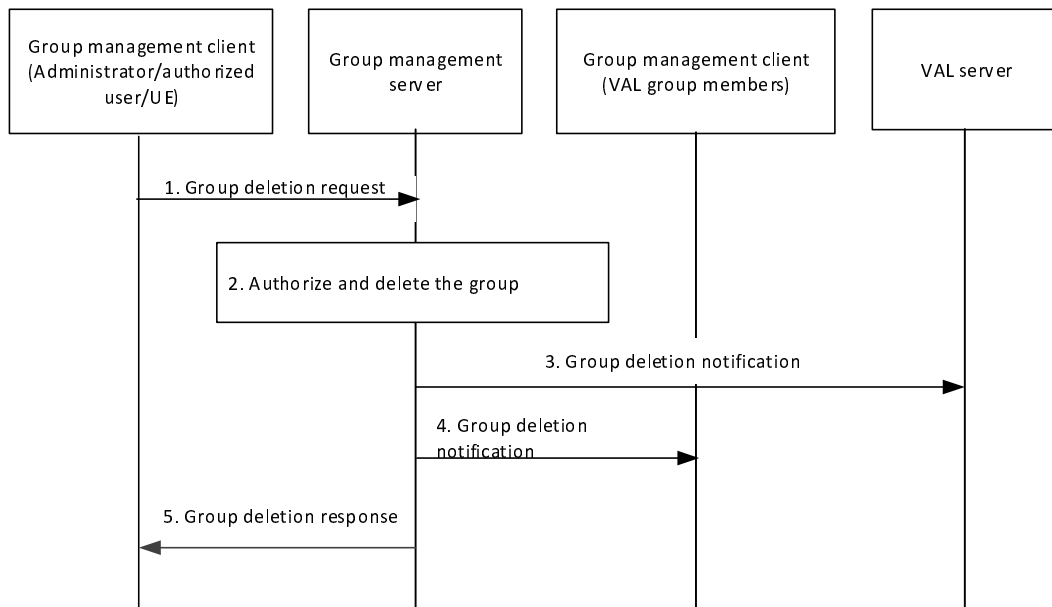 Group management client
(Administrator/authorized
user/UE)
Group management
server
Group management client
(VAL group members)
VAL server
1. Group deletion request
2. Authorize and delete the group
3. Group deletion notification
4. Group deletion
notification
5. Group deletion response